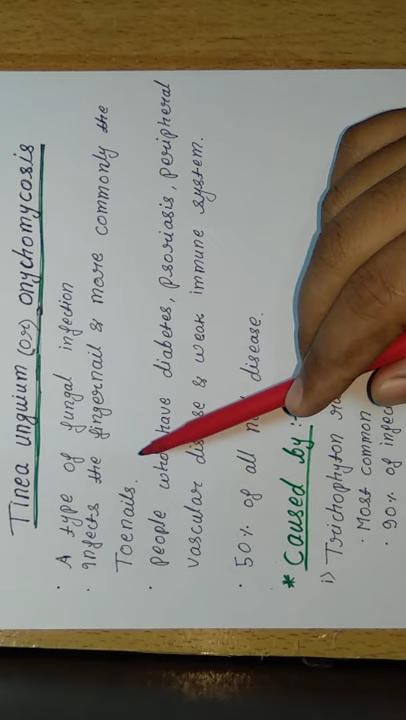 Tinea unguium (or) onychomycosis
· A type of fungal infection
· infects the fingernail & more commonly the
Toenails.
· people who have diabetes, psoriasis, peripheral
vascular disease & weak immune system.
· 50% of all disease.
* Caused by :-
i) Trichophyton
· Most common
· 90% of